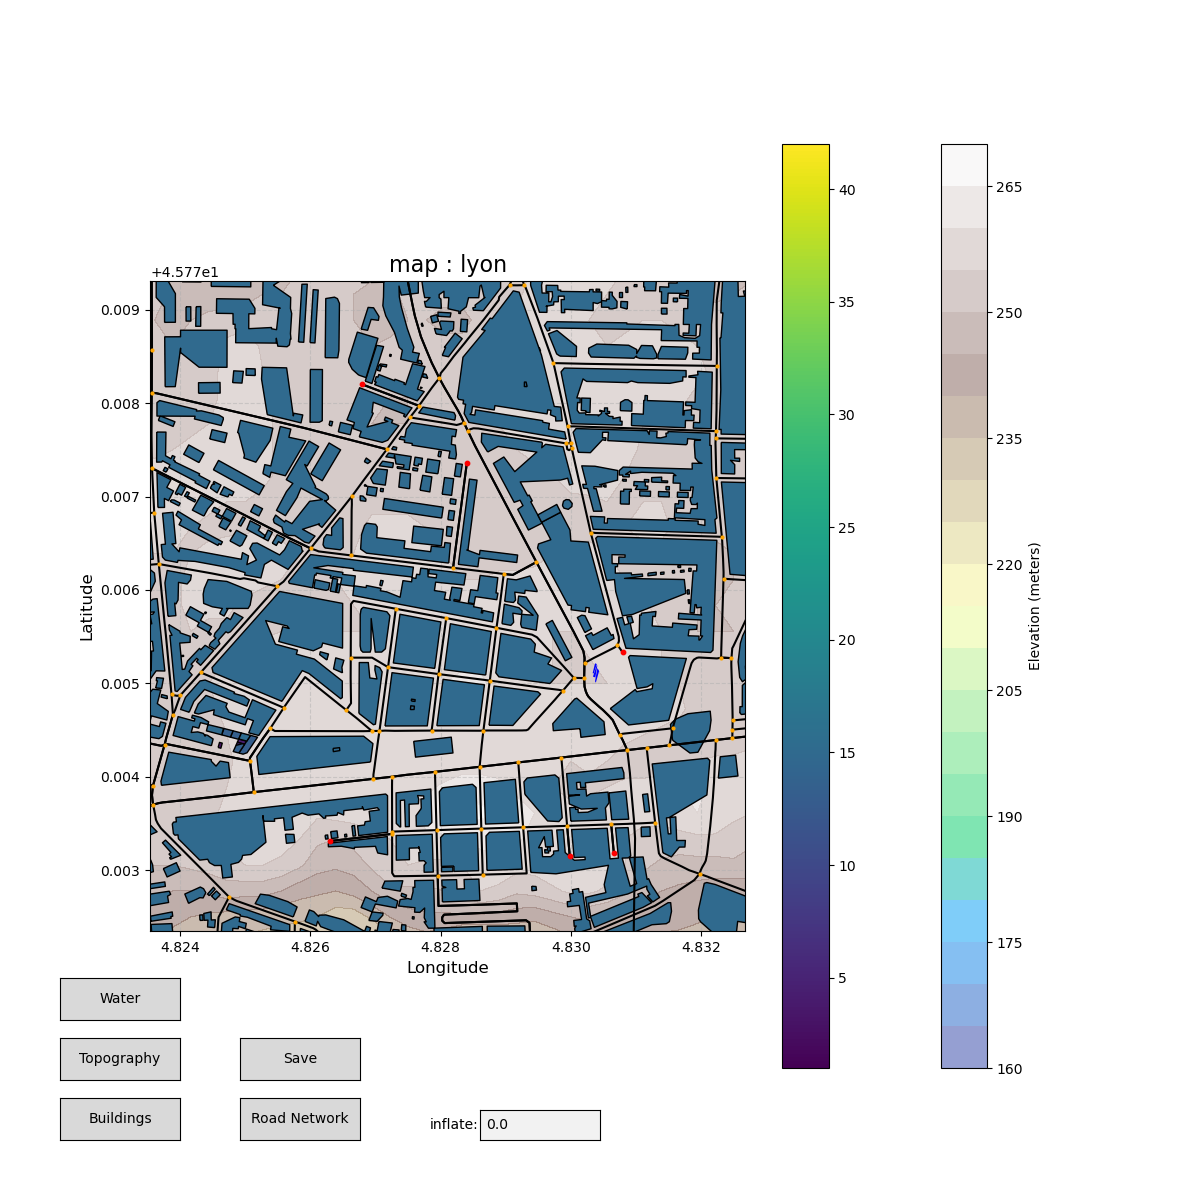 map : lyon
+4.577e1
0.009
0.008
0.007
0.006
0.005
0.004
0.003
Latitude
4.824 4.826 4.828 4.830 4.832
Longitude
40
35
30
25
20
15
10
5
265
250
235
220
205
190
175
160
Elevation (meters)
Water
Topography
Save
Buildings
Road Network
inflate: 0.0